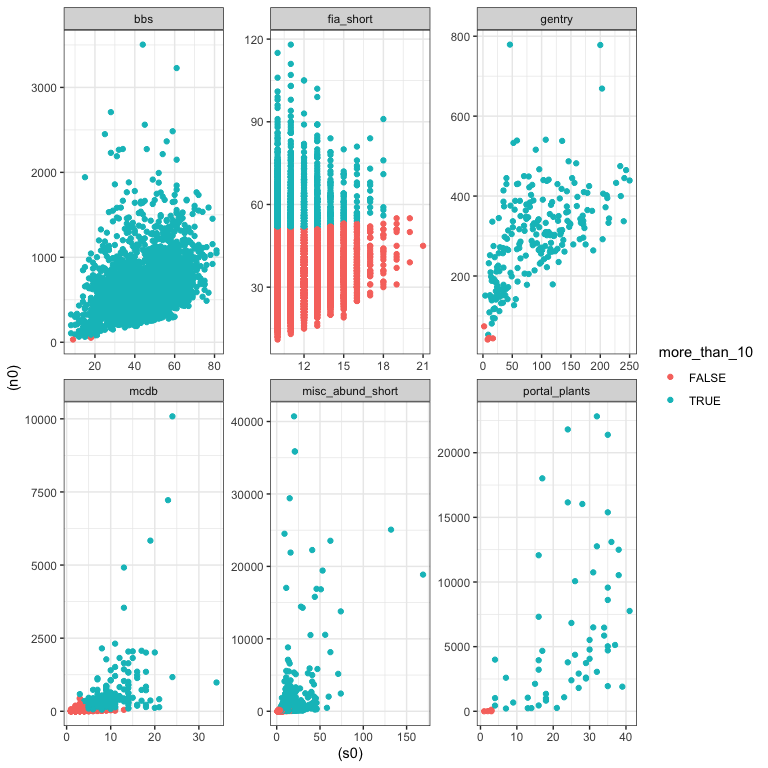 bbs fia_short gentry
3000
2000
1000
0
20 40 60 80
120
90
60
30
12 15 18 21
800
600
400
200
0 50 100 150 200 250
(n0)
more_than_10
FALSE
TRUE
mcdb misc_abund_short portal_plants
10000
7500
5000
2500
0
0 10 20 30
40000
30000
20000
10000
0
0 50 100 150
20000
15000
10000
5000
0
0 10 20 30 40
(s0)